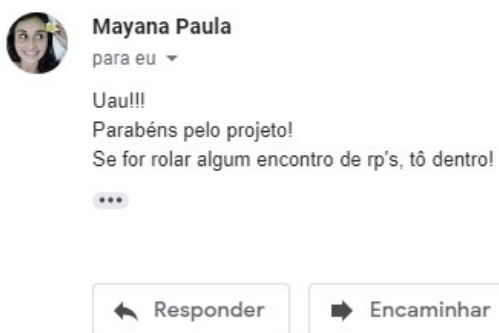 Mayana Paula
para eu
Uau!!!
Parabéns pelo projeto!
Se for rolar algum encontro de rp's, tô dentro!
Responder
Encaminhar